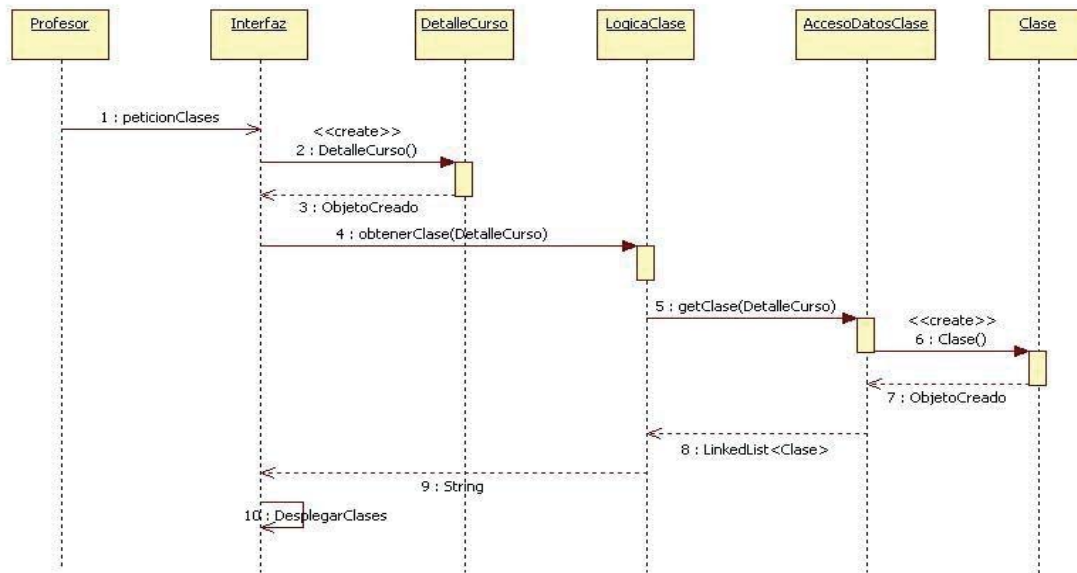 Profesor
Interfaz
DetalleCurso
LogicaClase
AccesoDatosClase
Clase
1 : peticionClases
<<create>>
2 : DetalleCurso()
3 : ObjetoCreado
4 : obtenerClase(DetalleCurso)
5 : getClase(DetalleCurso)
<<create>>
6 : Clase()
7 : ObjetoCreado
8 : LinkedList<Clase>
9 : String
10 : DesplegarClases